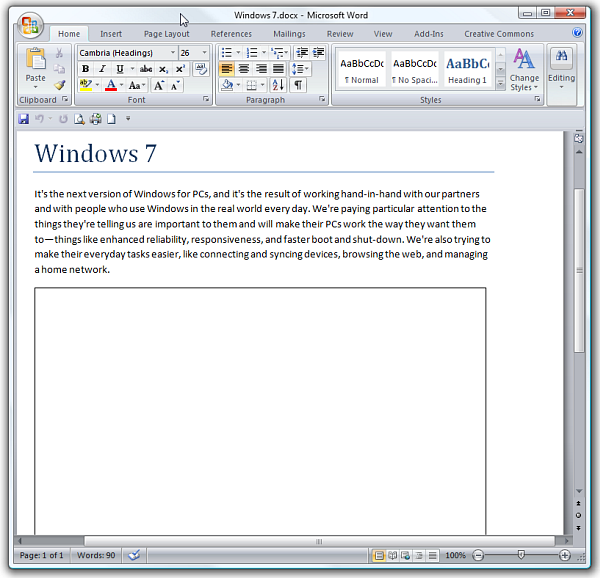 Windows 7.docx - Microsoft Word
Home Insert Page Layout References Mailings Review View Add-Ins Creative Commons
Paste
Cambria (Headings) 26
B I U abc x₂ x² 
ab A Aa A A
AaBbCcDc AaBbCcDc AaBbC
¶ Normal ¶ No Spaci... Heading 1
Change
Styles
Editing
Clipboard Font Paragraph Styles
Windows 7
It's the next version of Windows for PCs, and it's the result of working hand-in-hand with our partners
and with people who use Windows in the real world every day. We're paying particular attention to the
things they're telling us are important to them and will make their PCs work the way they want them
to—things like enhanced reliability, responsiveness, and faster boot and shut-down. We're also trying to
make their everyday tasks easier, like connecting and syncing devices, browsing the web, and managing
a home network.
Page: 1 of 1 Words: 90 100%